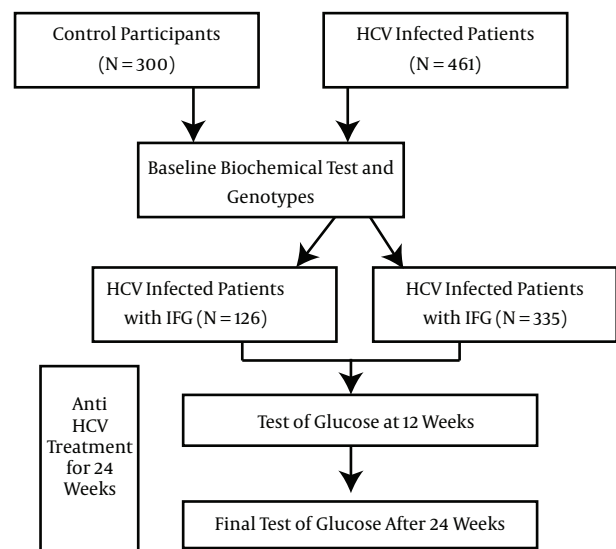 Control Participants
(N = 300)
HCV Infected Patients
(N = 461)
Baseline Biochemical Test and
Genotypes
HCV Infected Patients
with IFG (N = 126)
HCV Infected Patients
with IFG (N = 335)
Anti
HCV
Treatment
for 24
Weeks
Test of Glucose at 12 Weeks
Final Test of Glucose After 24 Weeks